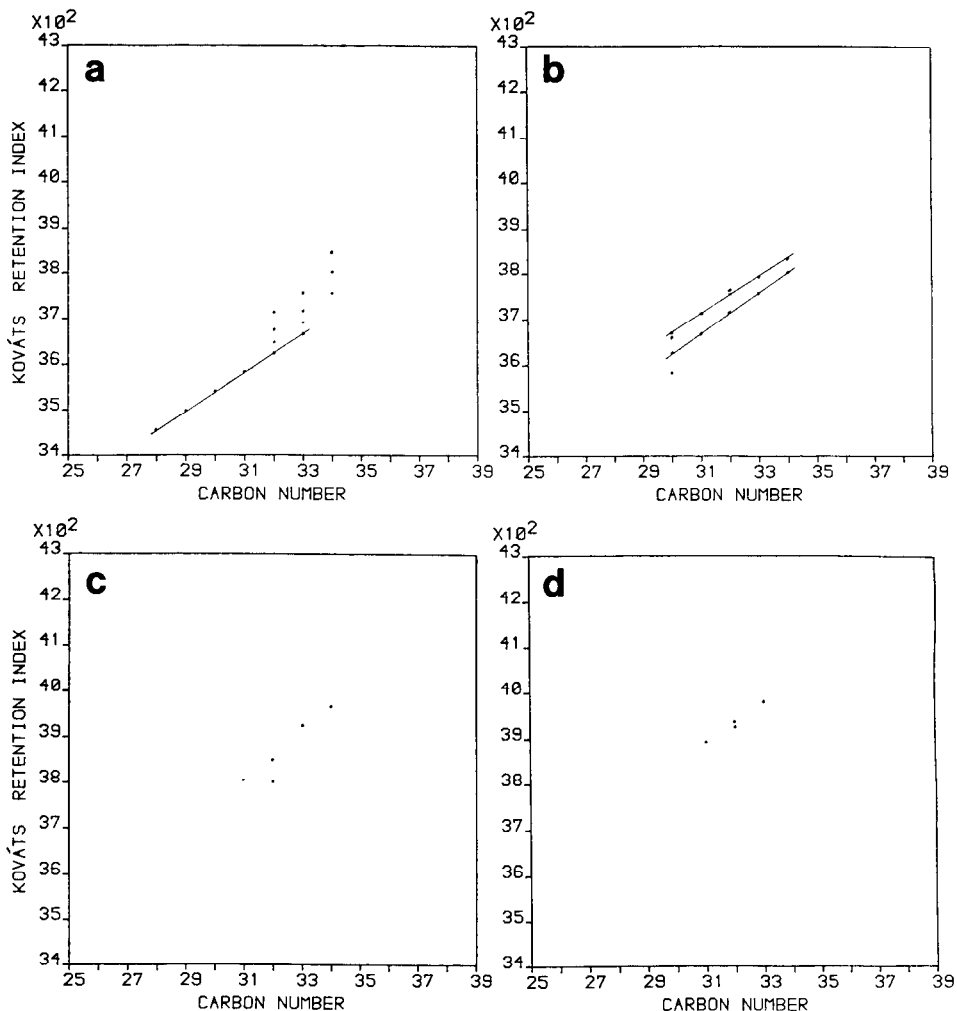 X10²
43
42
41
40
39
38
37
36
35
34
25 27 29 31 33 35 37 39
CARBON NUMBER
KOVÁTS RETENTION INDEX
a
X10²
43
42
41
40
39
38
37
36
35
34
25 27 29 31 33 35 37 39
CARBON NUMBER
b
X10²
43
42
41
40
39
38
37
36
35
34
25 27 29 31 33 35 37 39
CARBON NUMBER
KOVÁTS RETENTION INDEX
c
X10²
43
42
41
40
39
38
37
36
35
34
25 27 29 31 33 35 37 39
CARBON NUMBER
d